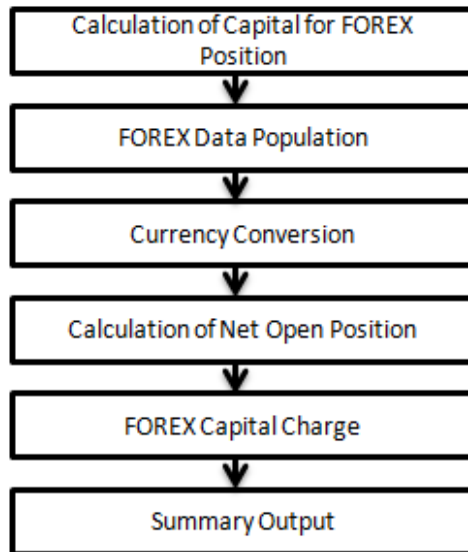 Calculation of Capital for FOREX
Position
FOREX Data Population
Currency Conversion
Calculation of Net Open Position
FOREX Capital Charge
Summary Output